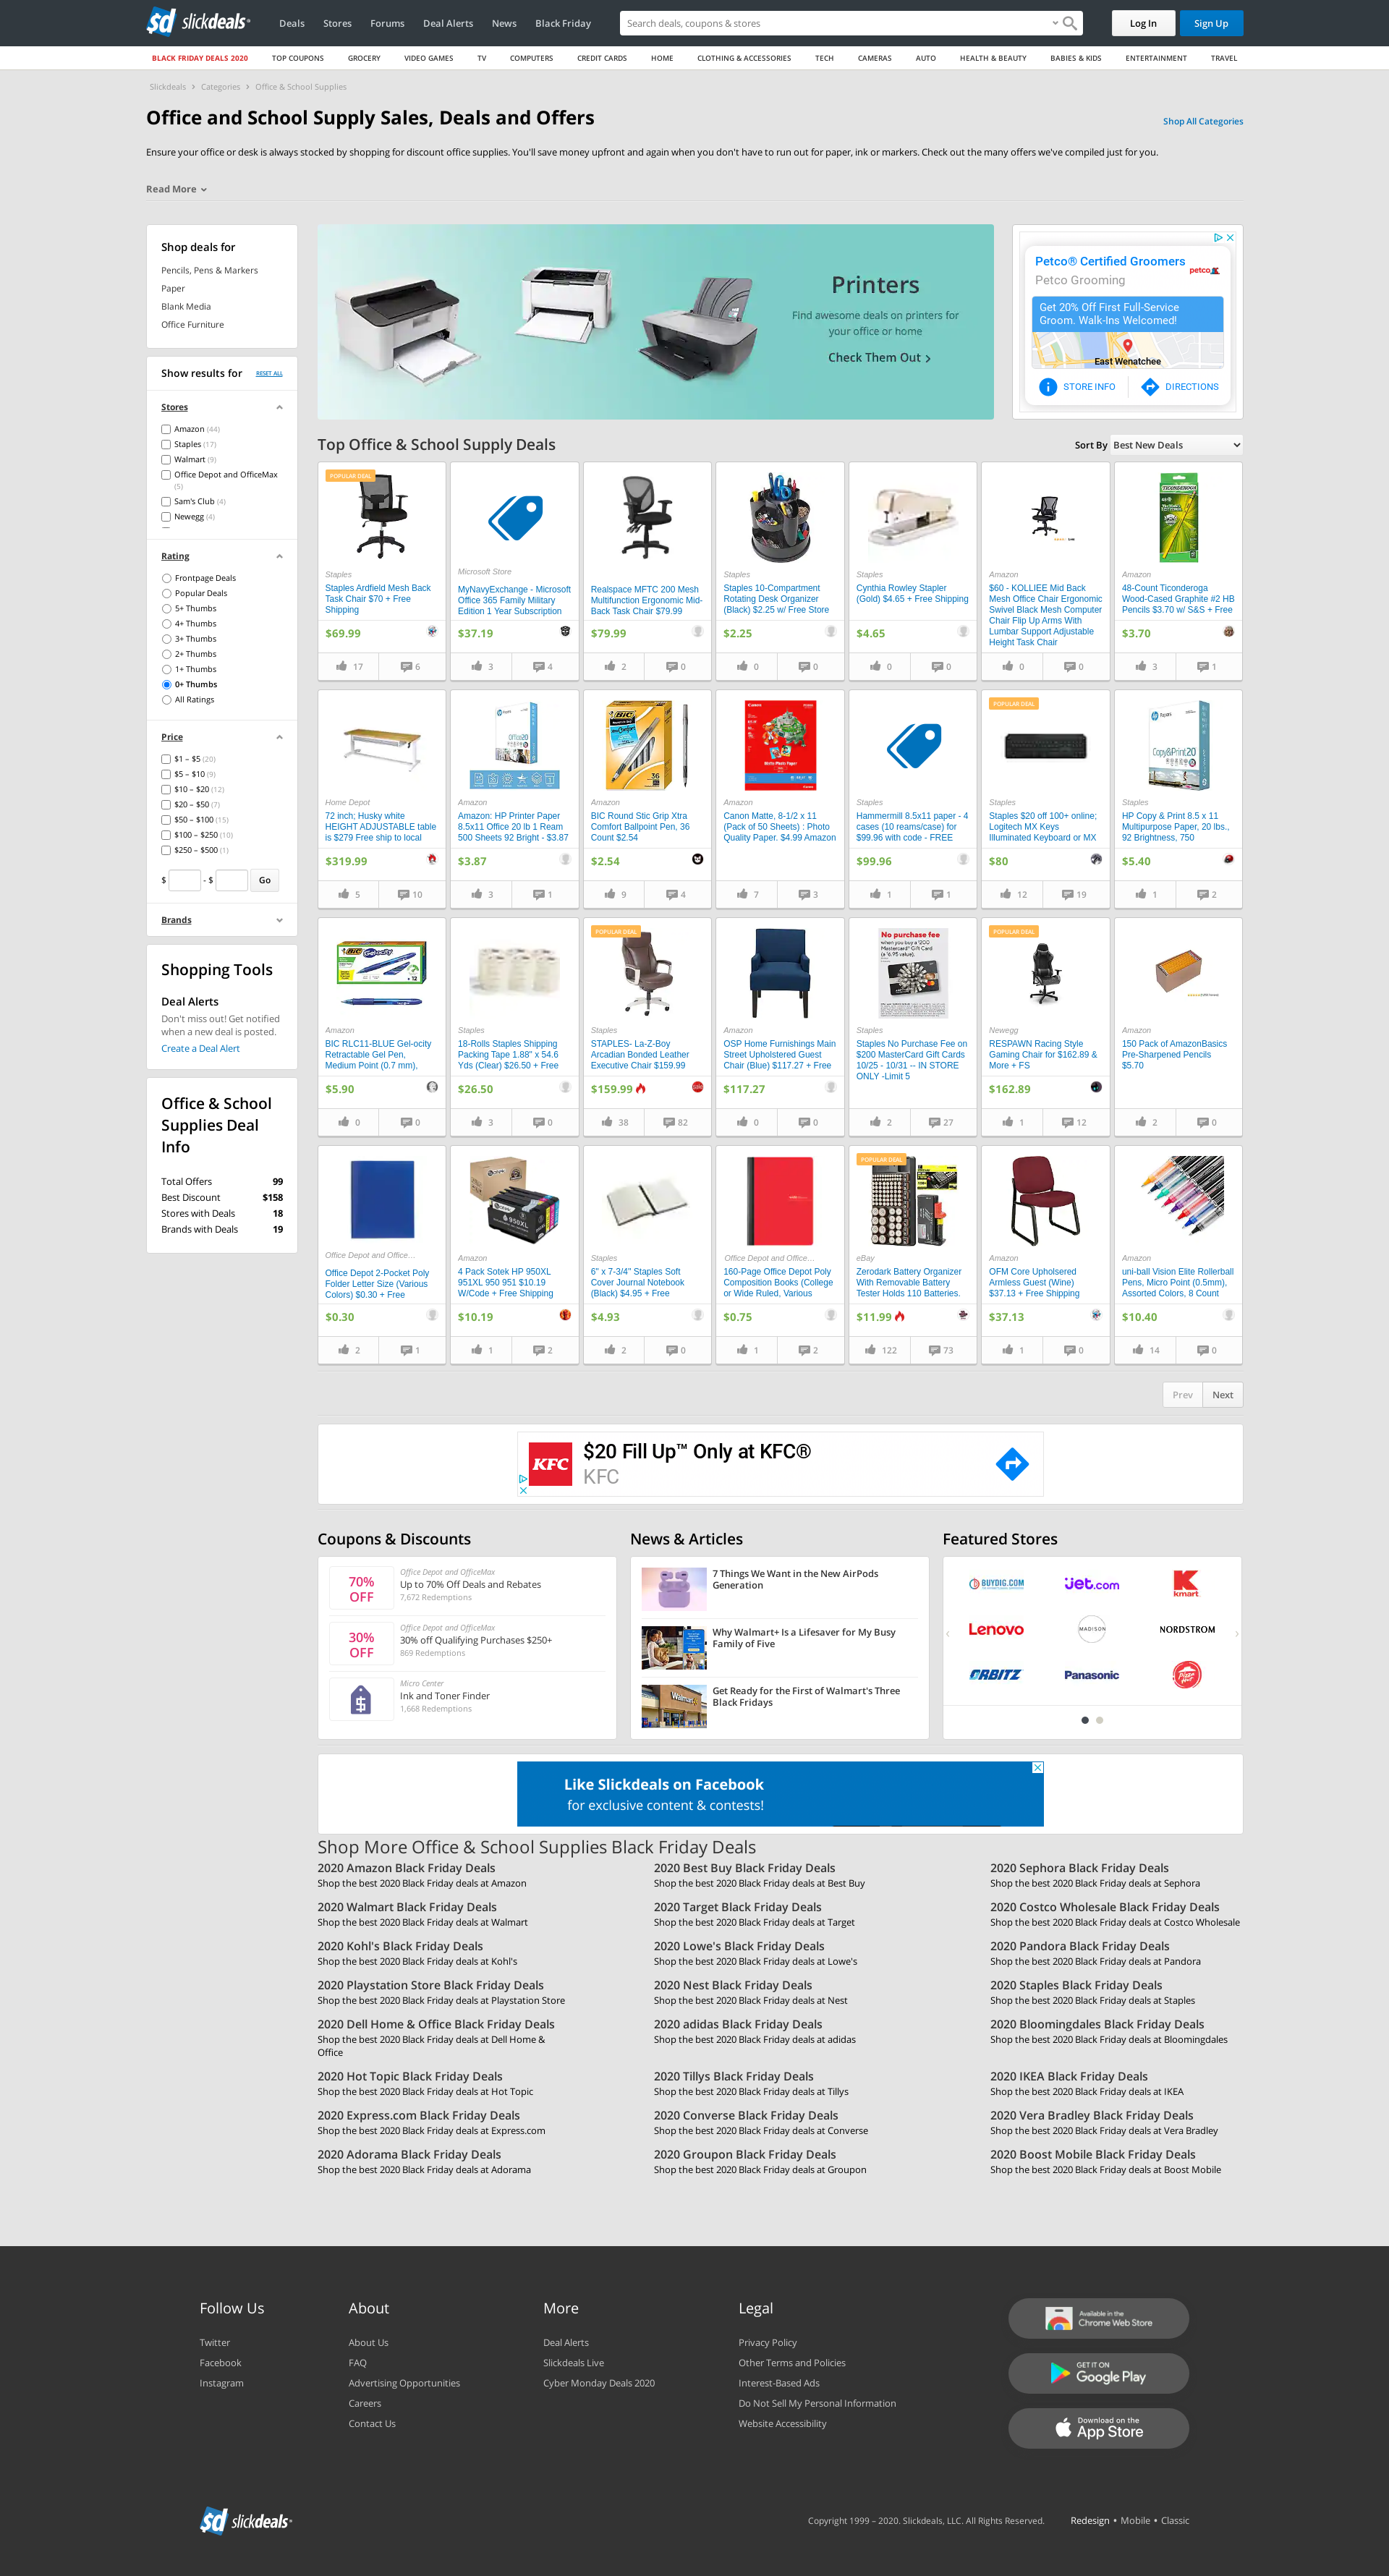 sd slickdeals
Deals Stores Forums Deal Alerts News Black Friday
Search deals, coupons & stores
Log In
Sign Up
BLACK FRIDAY DEALS 2020 TOP COUPONS GROCERY VIDEO GAMES TV COMPUTERS CREDIT CARDS HOME CLOTHING & ACCESSORIES TECH CAMERAS AUTO HEALTH & BEAUTY BABIES & KIDS ENTERTAINMENT TRAVEL
Slickdeals > Categories > Office & School Supplies
Office and School Supply Sales, Deals and Offers
Shop All Categories
Ensure your office or desk is always stocked by shopping for discount office supplies. You'll save money upfront and again when you don't have to run out for paper, ink or markers. Check out the many offers we've compiled just for you.
Read More
Shop deals for
Pencils, Pens & Markers
Paper
Blank Media
Office Furniture
Show results for RESET ALL
Stores
Amazon (44)
Staples (17)
Walmart (9)
Office Depot and OfficeMax
(5)
Sam's Club (4)
Newegg (4)
Rating
Frontpage Deals
Popular Deals
5+ Thumbs
4+ Thumbs
3+ Thumbs
2+ Thumbs
1+ Thumbs
0+ Thumbs
All Ratings
Price
$1 – $5 (20)
$5 – $10 (9)
$10 – $20 (12)
$20 – $50 (7)
$50 – $100 (15)
$100 – $250 (10)
$250 – $500 (1)
$ - $ Go
Brands
Shopping Tools
Deal Alerts
Don't miss out! Get notified
when a new deal is posted.
Create a Deal Alert
Office & School
Supplies Deal
Info
Total Offers 99
Best Discount $158
Stores with Deals 18
Brands with Deals 19
Printers
Find awesome deals on printers for
your office or home
Check Them Out >
Petco® Certified Groomers
Petco Grooming
petco
Get 20% Off First Full-Service
Groom. Walk-Ins Welcomed!
East Wenatchee
STORE INFO
DIRECTIONS
Top Office & School Supply Deals
Sort By Best New Deals
POPULAR DEAL
Staples
Staples Ardfield Mesh Back
Task Chair $70 + Free
Shipping
$69.99
17 6
Microsoft Store
MyNavyExchange - Microsoft
Office 365 Family Military
Edition 1 Year Subscription
$37.19
3 4
Realspace MFTC 200 Mesh
Multifunction Ergonomic Mid-
Back Task Chair $79.99
$79.99
2 0
Staples
Staples 10-Compartment
Rotating Desk Organizer
(Black) $2.25 w/ Free Store
$2.25
0 0
Staples
Cynthia Rowley Stapler
(Gold) $4.65 + Free Shipping
$4.65
0 0
Amazon
$60 - KOLLIEE Mid Back
Mesh Office Chair Ergonomic
Swivel Black Mesh Computer
Chair Flip Up Arms With
Lumbar Support Adjustable
Height Task Chair
0 0
TICONDEROGA
Amazon
48-Count Ticonderoga
Wood-Cased Graphite #2 HB
Pencils $3.70 w/ S&S + Free
$3.70
3 1
Home Depot
72 inch; Husky white
HEIGHT ADJUSTABLE table
is $279 Free ship to local
$319.99
5 10
Office20
Amazon
Amazon: HP Printer Paper
8.5x11 Office 20 lb 1 Ream
500 Sheets 92 Bright - $3.87
$3.87
3 1
BIC
36
Amazon
BIC Round Stic Grip Xtra
Comfort Ballpoint Pen, 36
Count $2.54
$2.54
9 4
Canon
Amazon
Canon Matte, 8-1/2 x 11
(Pack of 50 Sheets) : Photo
Quality Paper. $4.99 Amazon
7 3
Staples
Hammermill 8.5x11 paper - 4
cases (10 reams/case) for
$99.96 with code - FREE
$99.96
1 1
POPULAR DEAL
Staples
Staples $20 off 100+ online;
Logitech MX Keys
Illuminated Keyboard or MX
$80
12 19
Copy&Print20
Staples
HP Copy & Print 8.5 x 11
Multipurpose Paper, 20 lbs.,
92 Brightness, 750
$5.40
1 2
BIC Gel-ocity
Amazon
BIC RLC11-BLUE Gel-ocity
Retractable Gel Pen,
Medium Point (0.7 mm),
$5.90
0 0
Staples
18-Rolls Staples Shipping
Packing Tape 1.88" x 54.6
Yds (Clear) $26.50 + Free
$26.50
3 0
POPULAR DEAL
Staples
STAPLES- La-Z-Boy
Arcadian Bonded Leather
Executive Chair $159.99
$159.99
38 82
Amazon
OSP Home Furnishings Main
Street Upholstered Guest
Chair (Blue) $117.27 + Free
$117.27
0 0
No purchase fee
when you buy a $200
Mastercard® Gift Card
(a $6.95 value).
Staples
Staples No Purchase Fee on
$200 MasterCard Gift Cards
10/25 - 10/31 -- IN STORE
ONLY -Limit 5
2 27
POPULAR DEAL
Newegg
RESPAWN Racing Style
Gaming Chair for $162.89 &
More + FS
$162.89
1 12
Amazon
150 Pack of AmazonBasics
Pre-Sharpened Pencils
$5.70
2 0
Office Depot and Office...
Office Depot 2-Pocket Poly
Folder Letter Size (Various
Colors) $0.30 + Free
$0.30
2 1
950XL
Amazon
4 Pack Sotek HP 950XL
951XL 950 951 $10.19
W/Code + Free Shipping
$10.19
1 2
Staples
6" x 7-3/4" Staples Soft
Cover Journal Notebook
(Black) $4.95 + Free
$4.93
2 0
Office Depot and Office...
160-Page Office Depot Poly
Composition Books (College
or Wide Ruled, Various
$0.75
1 2
POPULAR DEAL
eBay
Zerodark Battery Organizer
With Removable Battery
Tester Holds 110 Batteries.
$11.99
122 73
Amazon
OFM Core Upholsered
Armless Guest (Wine)
$37.13 + Free Shipping
$37.13
1 0
Amazon
uni-ball Vision Elite Rollerball
Pens, Micro Point (0.5mm),
Assorted Colors, 8 Count
$10.40
14 0
Prev Next
KFC
$20 Fill Up™ Only at KFC®
KFC
Coupons & Discounts
70%
OFF
Office Depot and OfficeMax
Up to 70% Off Deals and Rebates
7,672 Redemptions
30%
OFF
Office Depot and OfficeMax
30% off Qualifying Purchases $250+
869 Redemptions
Micro Center
Ink and Toner Finder
1,668 Redemptions
News & Articles
7 Things We Want in the New AirPods
Generation
Why Walmart+ Is a Lifesaver for My Busy
Family of Five
Walmart
Get Ready for the First of Walmart's Three
Black Fridays
Featured Stores
BUYDIG.COM jet.com kmart
Lenovo MADISON NORDSTROM
ORBITZ Panasonic Pizza Hut
Like Slickdeals on Facebook
for exclusive content & contests!
Shop More Office & School Supplies Black Friday Deals
2020 Amazon Black Friday Deals
Shop the best 2020 Black Friday deals at Amazon
2020 Best Buy Black Friday Deals
Shop the best 2020 Black Friday deals at Best Buy
2020 Sephora Black Friday Deals
Shop the best 2020 Black Friday deals at Sephora
2020 Walmart Black Friday Deals
Shop the best 2020 Black Friday deals at Walmart
2020 Target Black Friday Deals
Shop the best 2020 Black Friday deals at Target
2020 Costco Wholesale Black Friday Deals
Shop the best 2020 Black Friday deals at Costco Wholesale
2020 Kohl's Black Friday Deals
Shop the best 2020 Black Friday deals at Kohl's
2020 Lowe's Black Friday Deals
Shop the best 2020 Black Friday deals at Lowe's
2020 Pandora Black Friday Deals
Shop the best 2020 Black Friday deals at Pandora
2020 Playstation Store Black Friday Deals
Shop the best 2020 Black Friday deals at Playstation Store
2020 Nest Black Friday Deals
Shop the best 2020 Black Friday deals at Nest
2020 Staples Black Friday Deals
Shop the best 2020 Black Friday deals at Staples
2020 Dell Home & Office Black Friday Deals
Shop the best 2020 Black Friday deals at Dell Home &
Office
2020 adidas Black Friday Deals
Shop the best 2020 Black Friday deals at adidas
2020 Bloomingdales Black Friday Deals
Shop the best 2020 Black Friday deals at Bloomingdales
2020 Hot Topic Black Friday Deals
Shop the best 2020 Black Friday deals at Hot Topic
2020 Tillys Black Friday Deals
Shop the best 2020 Black Friday deals at Tillys
2020 IKEA Black Friday Deals
Shop the best 2020 Black Friday deals at IKEA
2020 Express.com Black Friday Deals
Shop the best 2020 Black Friday deals at Express.com
2020 Converse Black Friday Deals
Shop the best 2020 Black Friday deals at Converse
2020 Vera Bradley Black Friday Deals
Shop the best 2020 Black Friday deals at Vera Bradley
2020 Adorama Black Friday Deals
Shop the best 2020 Black Friday deals at Adorama
2020 Groupon Black Friday Deals
Shop the best 2020 Black Friday deals at Groupon
2020 Boost Mobile Black Friday Deals
Shop the best 2020 Black Friday deals at Boost Mobile
Follow Us
Twitter
Facebook
Instagram
About
About Us
FAQ
Advertising Opportunities
Careers
Contact Us
More
Deal Alerts
Slickdeals Live
Cyber Monday Deals 2020
Legal
Privacy Policy
Other Terms and Policies
Interest-Based Ads
Do Not Sell My Personal Information
Website Accessibility
Available in the
Chrome Web Store
GET IT ON
Google Play
Download on the
App Store
sd slickdeals
Copyright 1999 – 2020. Slickdeals, LLC. All Rights Reserved.
Redesign • Mobile • Classic